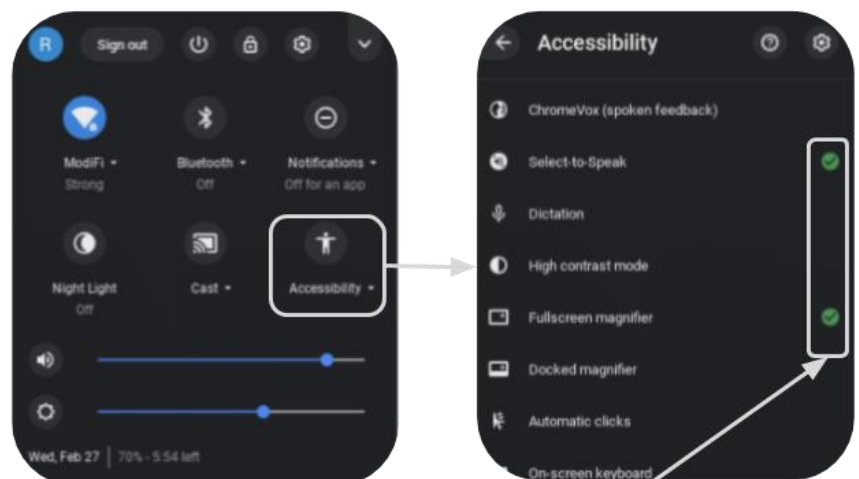 R
Sign out
ModiFi
Strong
Bluetooth
Off
Notifications
Off for an app
Night Light
Off
Cast
Accessibility
Wed, Feb 27 | 70% - 5:54 left
Accessibility
ChromeVox (spoken feedback)
Select-to-Speak
Dictation
High contrast mode
Fullscreen magnifier
Docked magnifier
Automatic clicks
On-screen keyboard